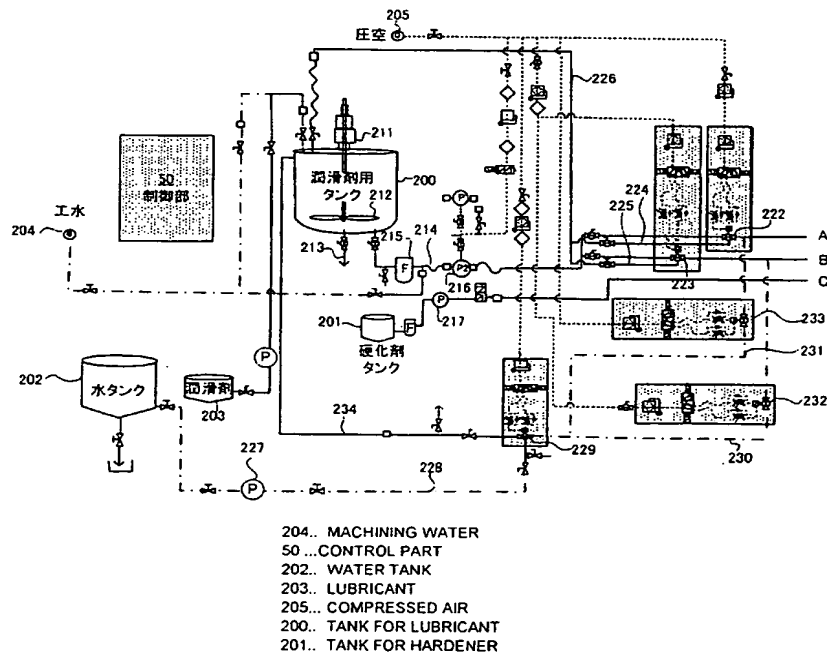 205
圧空
226
211
50
制御部
潤滑剤用
タンク
200
212
工水
204
213
215
214
P
P2
216
F
225
224
222
223
A
B
C
201
F
P
217
硬化剤
タンク
233
231
202
水タンク
潤滑剤
203
P
232
234
227
P
228
229
230
204.. MACHINING WATER
50 ...CONTROL PART
202.. WATER TANK
203.. LUBRICANT
205.. COMPRESSED AIR
200.. TANK FOR LUBRICANT
201.. TANK FOR HARDENER